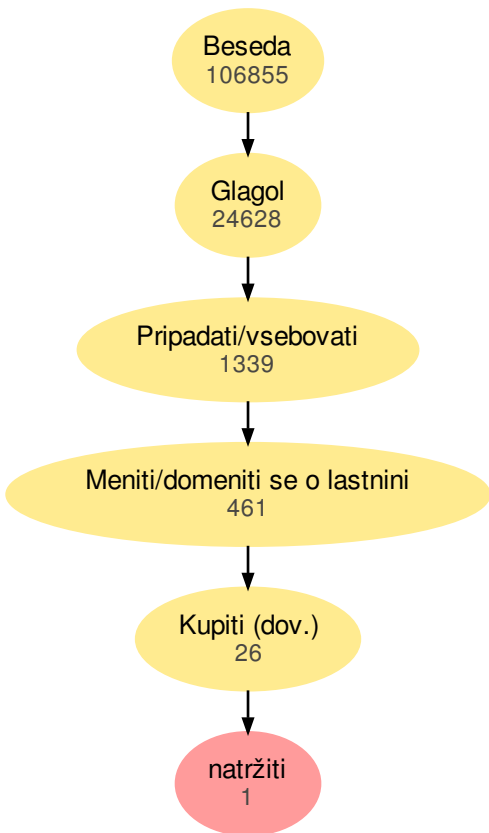 Beseda
106855
Glagol
24628
Pripadati/vsebovati
1339
Meniti/domeniti se o lastnini
461
Kupiti (dov.)
26
natržiti
1